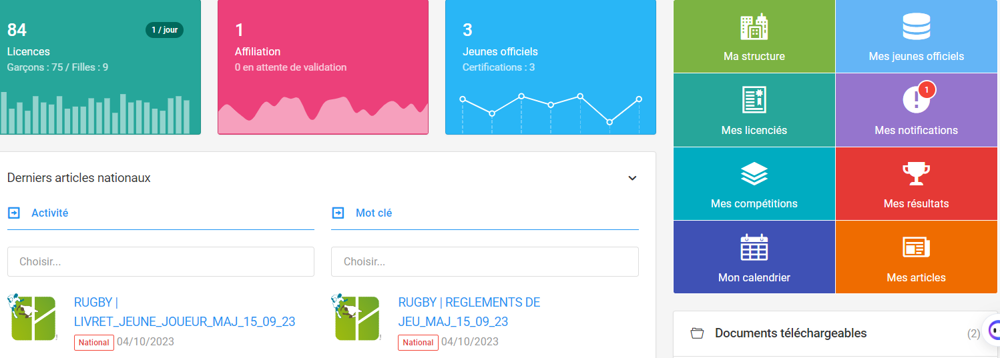 84
1 / jour
Licences
Garçons : 75 / Filles : 9
1
Affiliation
0 en attente de validation
3
Jeunes officiels
Certifications : 3
Ma structure
Mes jeunes officiels
Mes licenciés
1
Mes notifications
Mes compétitions
Mes résultats
Mon calendrier
Mes articles
Derniers articles nationaux
Activité
Mot clé
Choisir...
Choisir...
RUGBY |
LIVRET_JEUNE_JOUEUR_MAJ_15_09_23
National 04/10/2023
RUGBY | REGLEMENTS DE
JEU_MAJ_15_09_23
National 04/10/2023
Documents téléchargeables
(2)